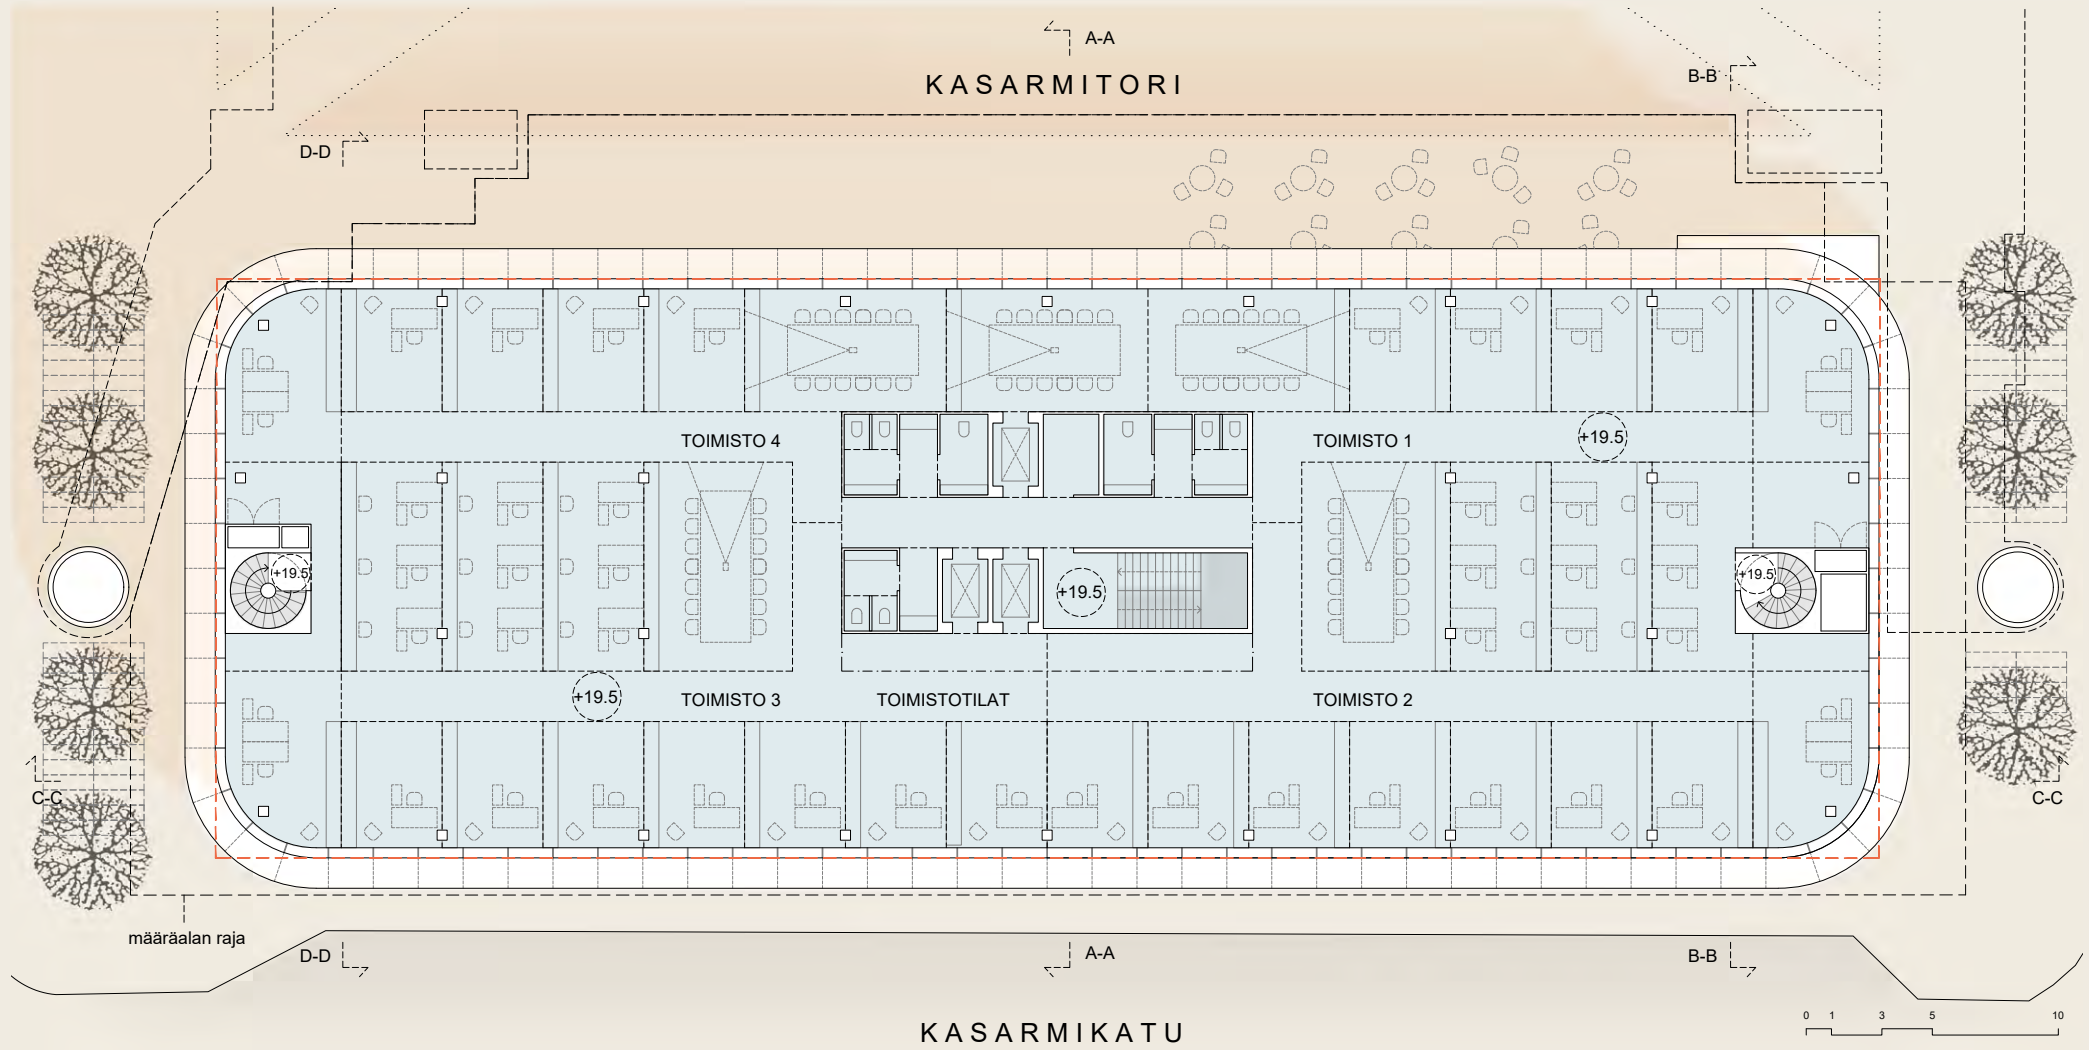 A-A
KASARMITORI
B-B
D-D
TOIMISTO 4
TOIMISTO 1
+19.5
+19.5
+19.5
+19.5
+19.5
TOIMISTO 3
TOIMISTOTILAT
TOIMISTO 2
C-C
C-C
määräalan raja
D-D
A-A
B-B
0 1 3 5 10
KASARMIKATU